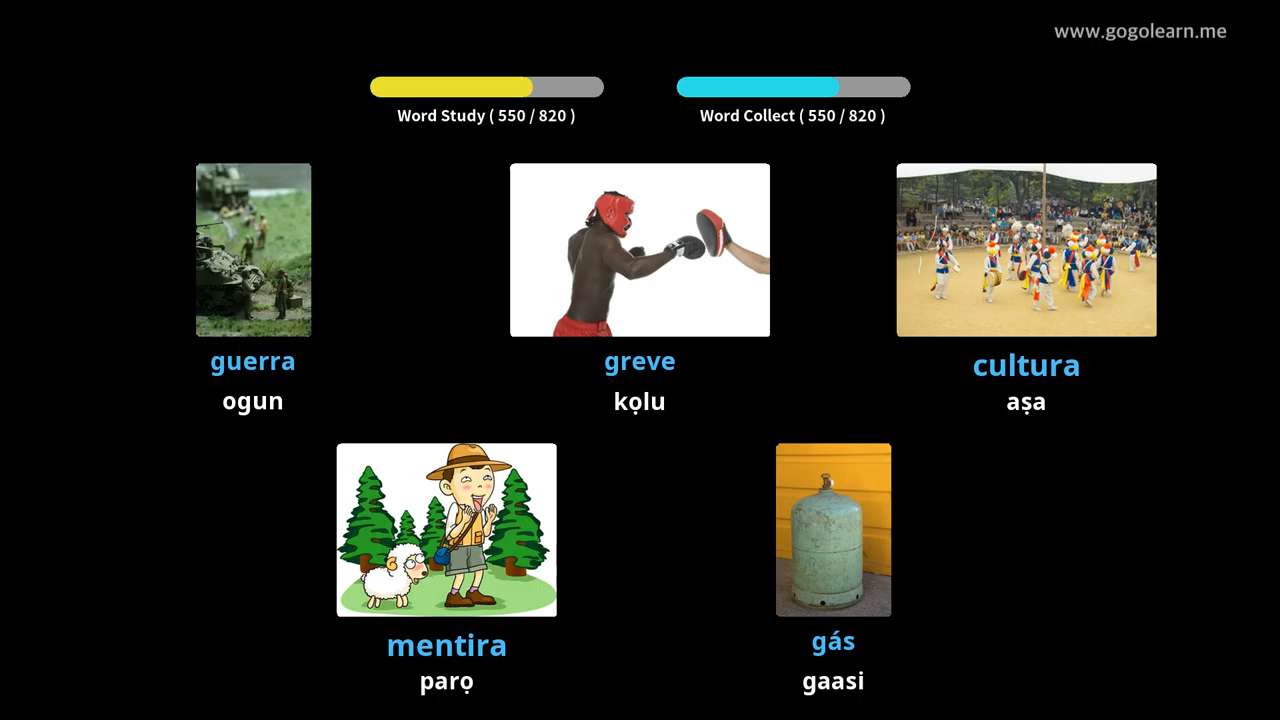 www.gogolearn.me
Word Study ( 550 / 820 )
Word Collect ( 550 / 820 )
guerra
ogun
greve
kọlu
cultura
aṣa
mentira
parọ
gás
gaasi